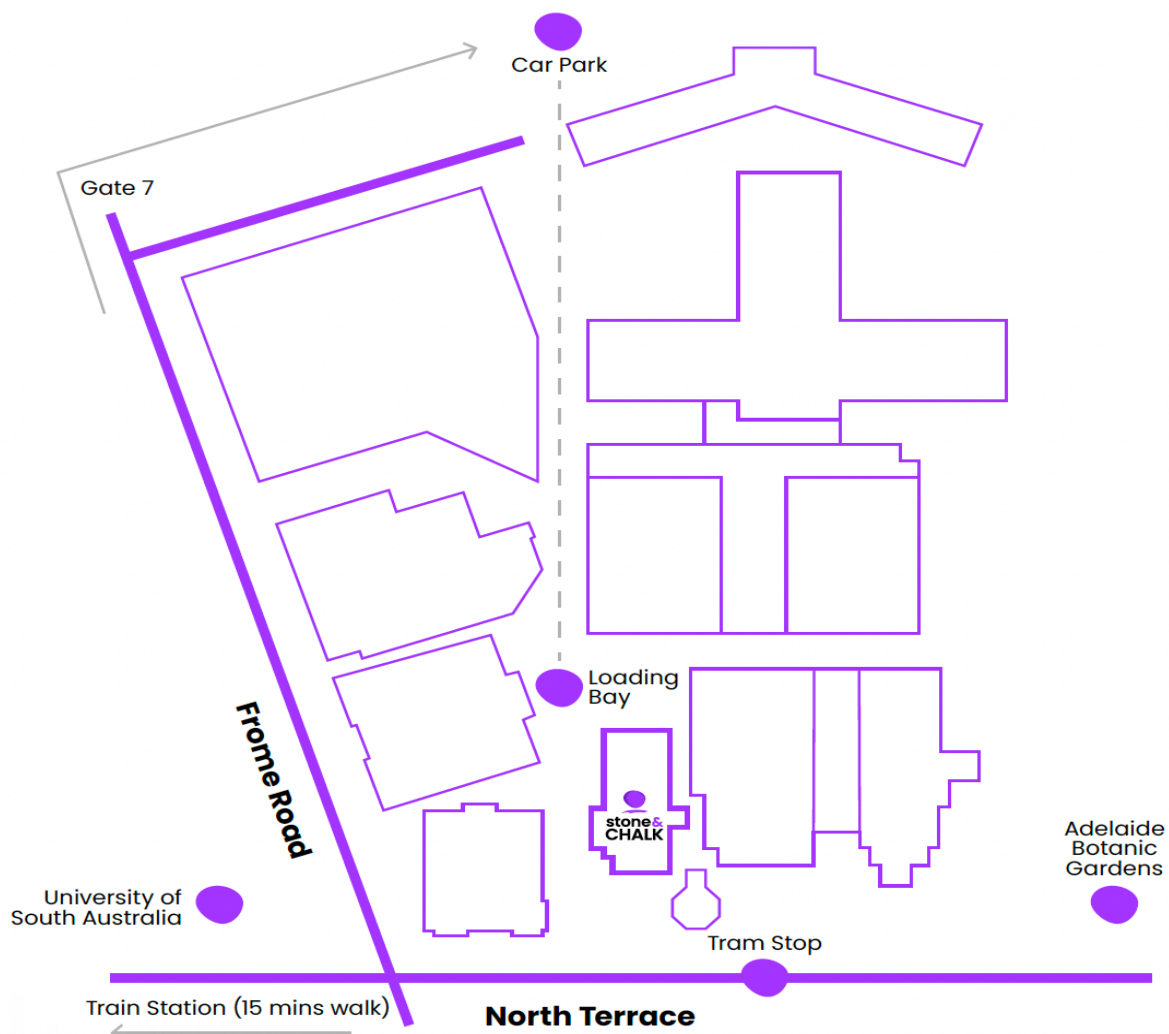 Car Park
Gate 7
Loading
Bay
Frome Road
stone&
CHALK
Adelaide
Botanic
Gardens
University of
South Australia
Tram Stop
Train Station (15 mins walk)
North Terrace